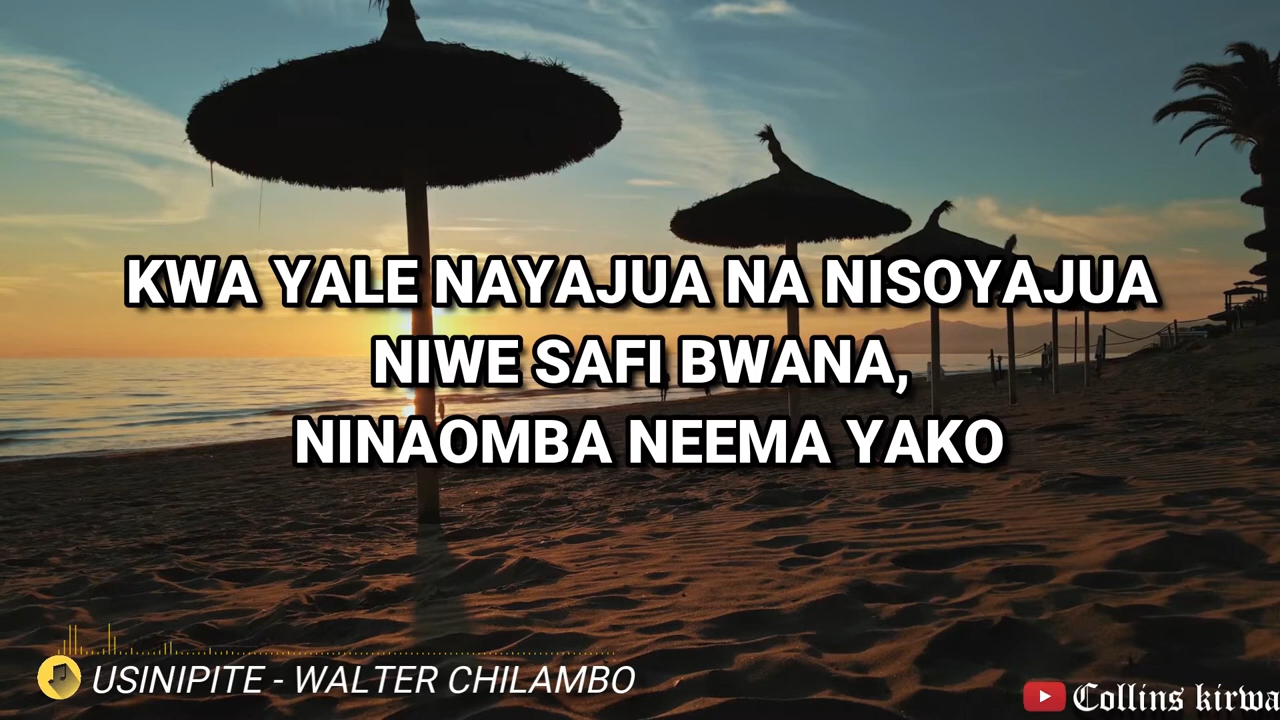 KWA YALE NAYAJUA NA NISOYAJUA
NIWE SAFI BWANA,
NINAOMBA NEEMA YAKO
USINIPITE - WALTER CHILAMBO
Collins kirwa